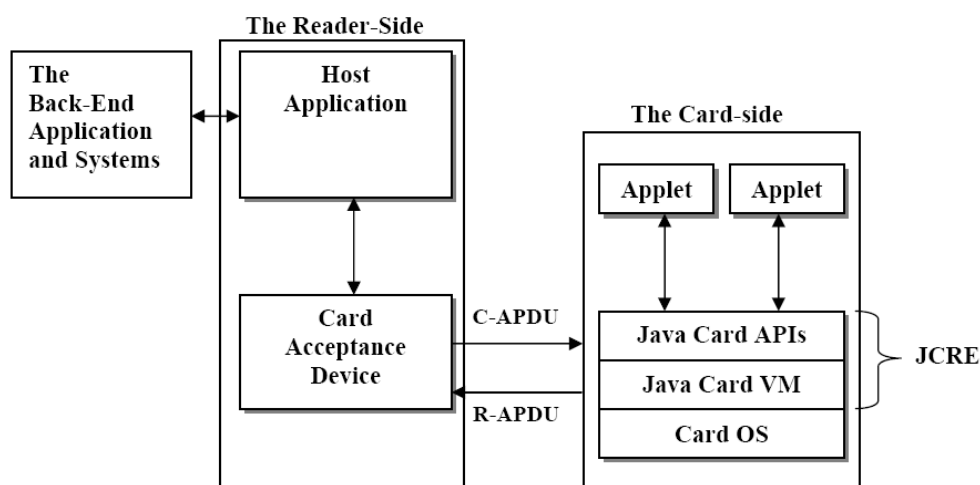 The Reader-Side
The
Back-End
Application
and Systems
Host
Application
Card
Acceptance
Device
C-APDU
R-APDU
The Card-side
Applet
Applet
Java Card APIs
Java Card VM
Card OS
JCRE